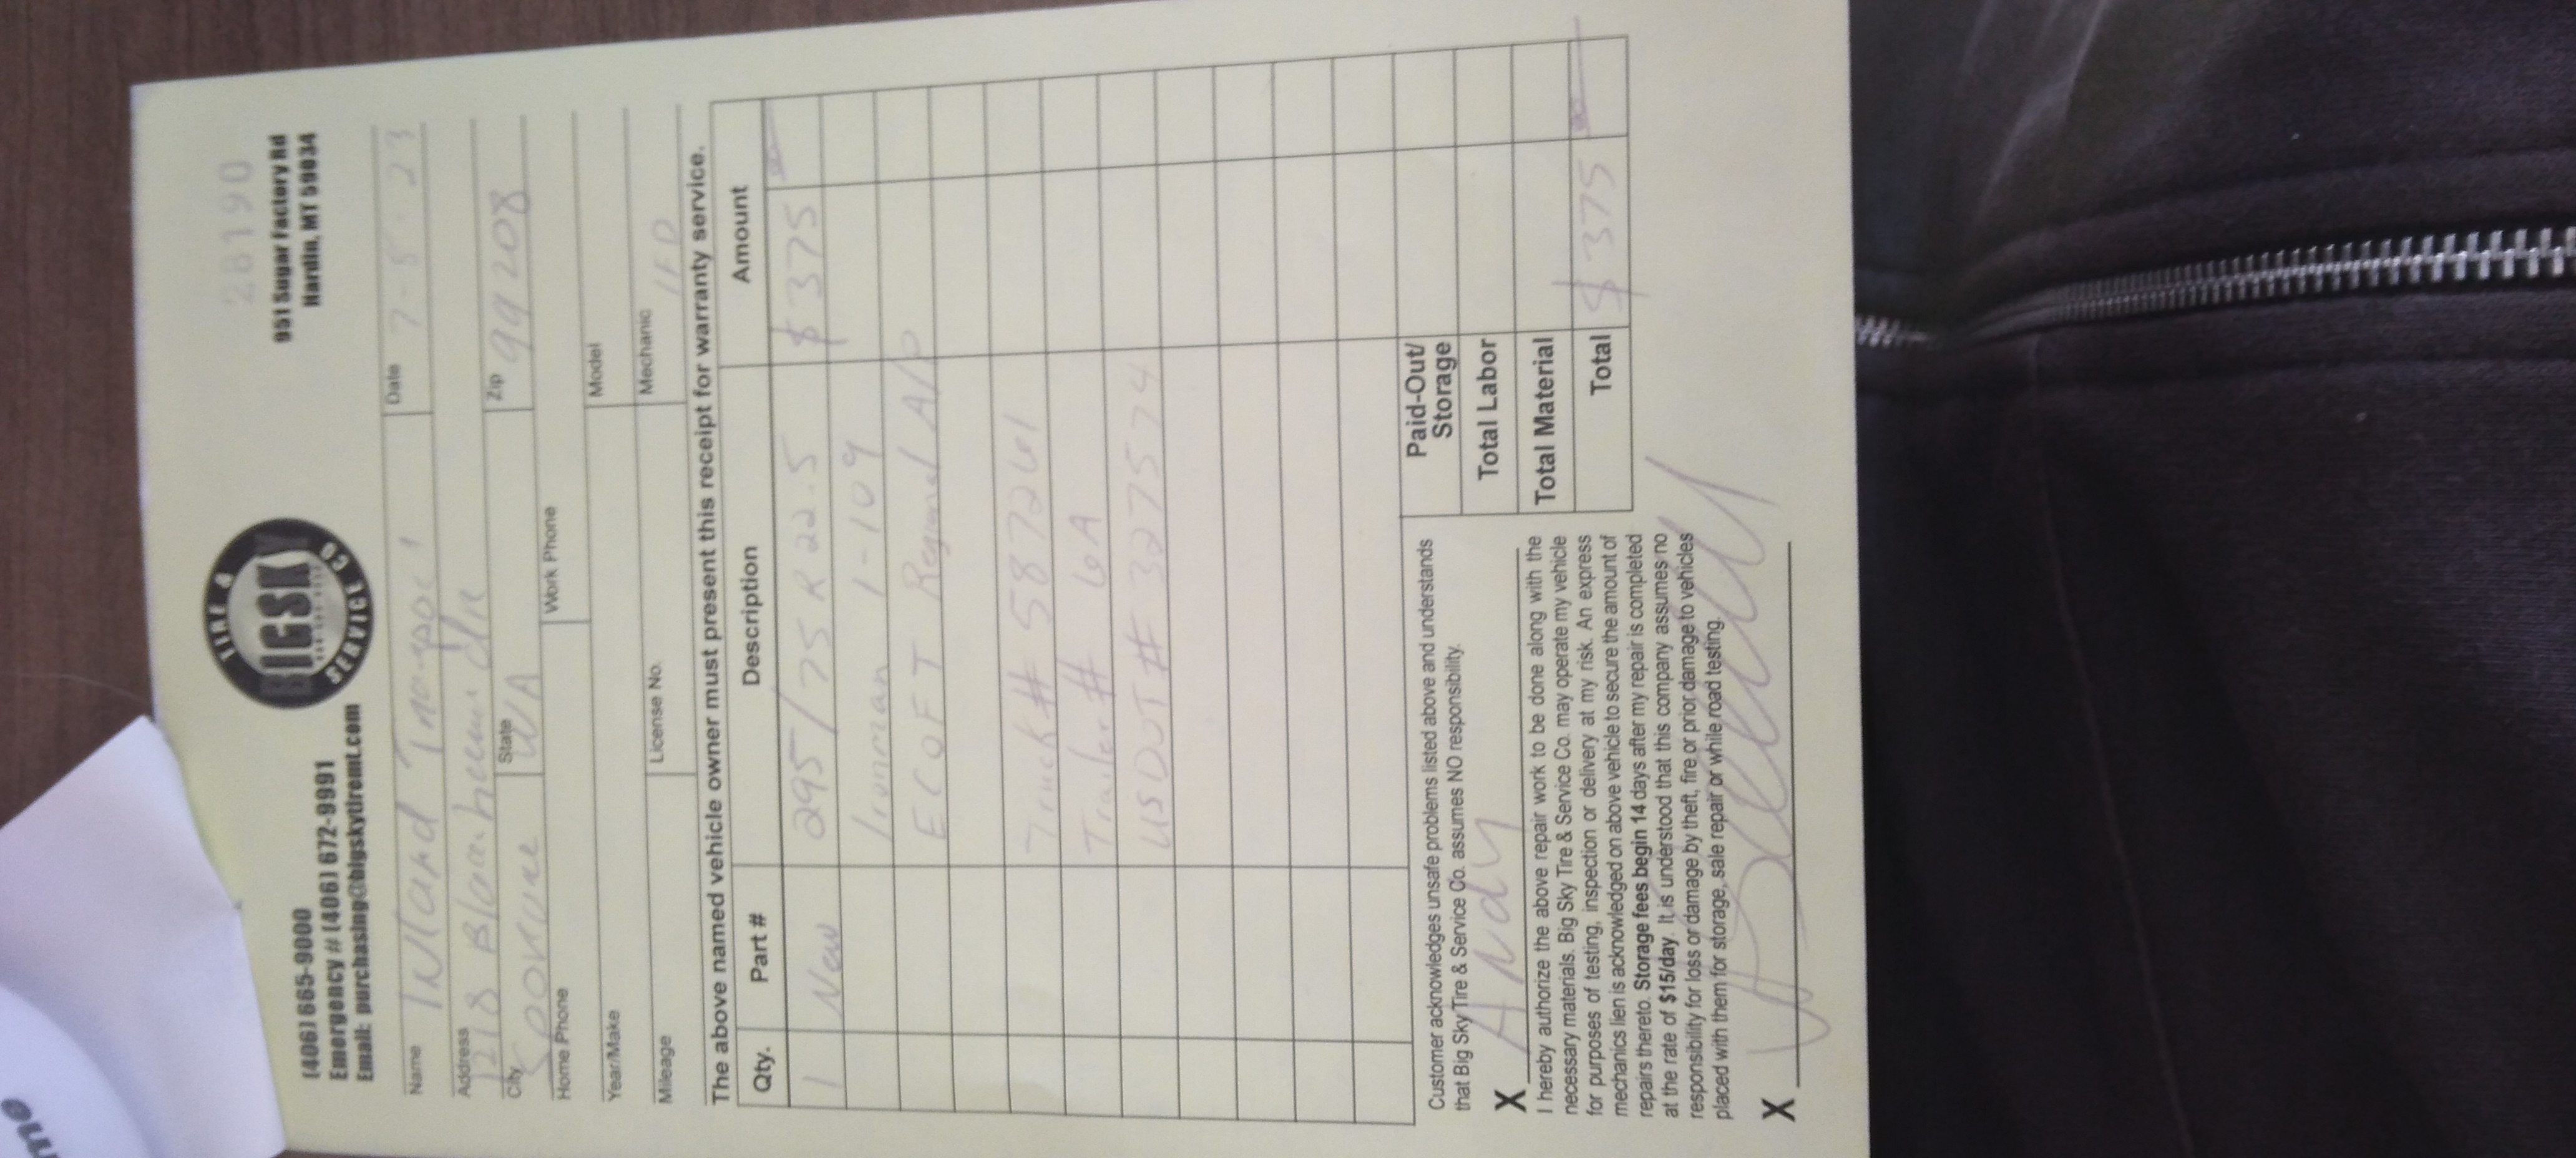 me
28190
TIRE &
BIGSKY
SERVICE CO
(406) 665-9000
Emergency # (406) 672-9991
Email: purchasing@bigskytiremt.com
951 Sugar Factory Rd
Hardin, MT 59034
Name Inland Transport
Date 7-5-23
Address
1218 dr
City Spokane State WA Zip 99208
Home Phone Work Phone
Year/Make Model
Mileage License No. Mechanic
The above named vehicle owner must present this receipt for warranty service.
Qty. Part # Description Amount
1 New 295/75 R 22.5 $375
Ironman I-109
ECOFT Regional A/P
Truck # 587261
Trailer # 6A
USDOT # 327574
Customer acknowledges unsafe problems listed above and understands
that Big Sky Tire & Service Co. assumes NO responsibility.
X Andy
I hereby authorize the above repair work to be done along with the
necessary materials. Big Sky Tire & Service Co. may operate my vehicle
for purposes of testing, inspection or delivery at my risk. An express
mechanics lien is acknowledged on above vehicle to secure the amount of
repairs thereto. Storage fees begin 14 days after my repair is completed
at the rate of $15/day. It is understood that this company assumes no
responsibility for loss or damage by theft, fire or prior damage to vehicles
placed with them for storage, sale repair or while road testing.
X
Paid-Out/
Storage
Total Labor
Total Material
Total $375